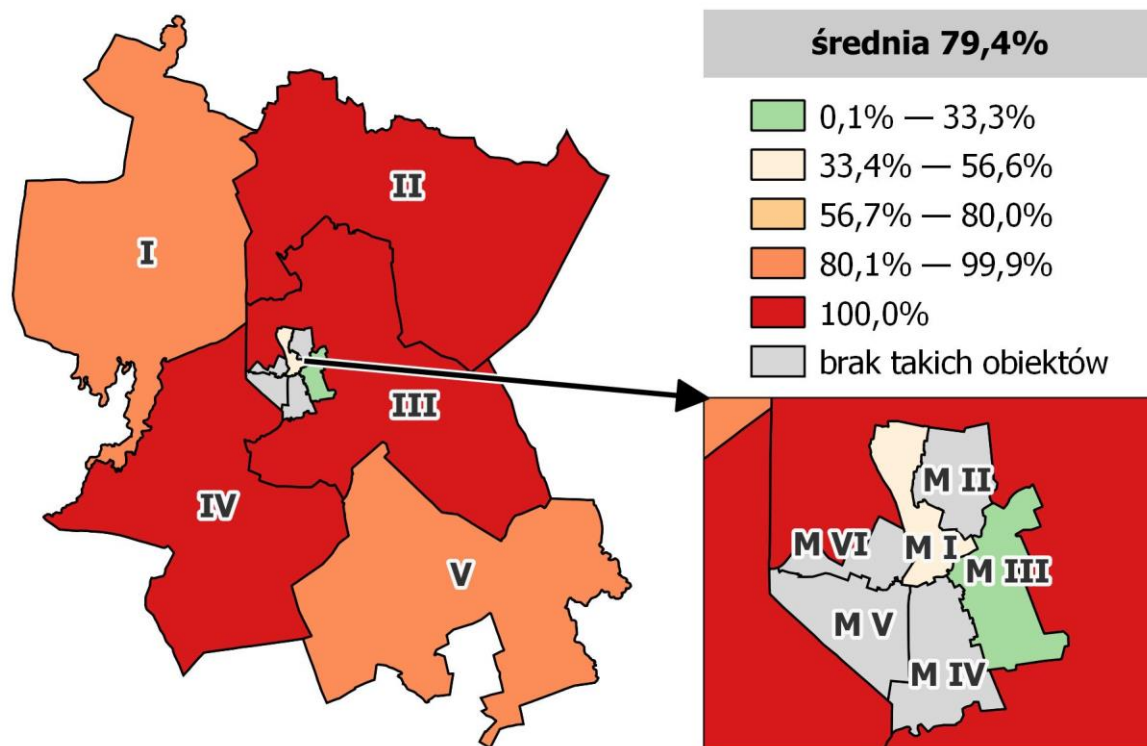 średnia 79,4%
0,1% — 33,3%
33,4% — 56,6%
56,7% — 80,0%
80,1% — 99,9%
100,0%
brak takich obiektów
I
II
III
IV
V
M I
M II
M III
M IV
M V
M VI